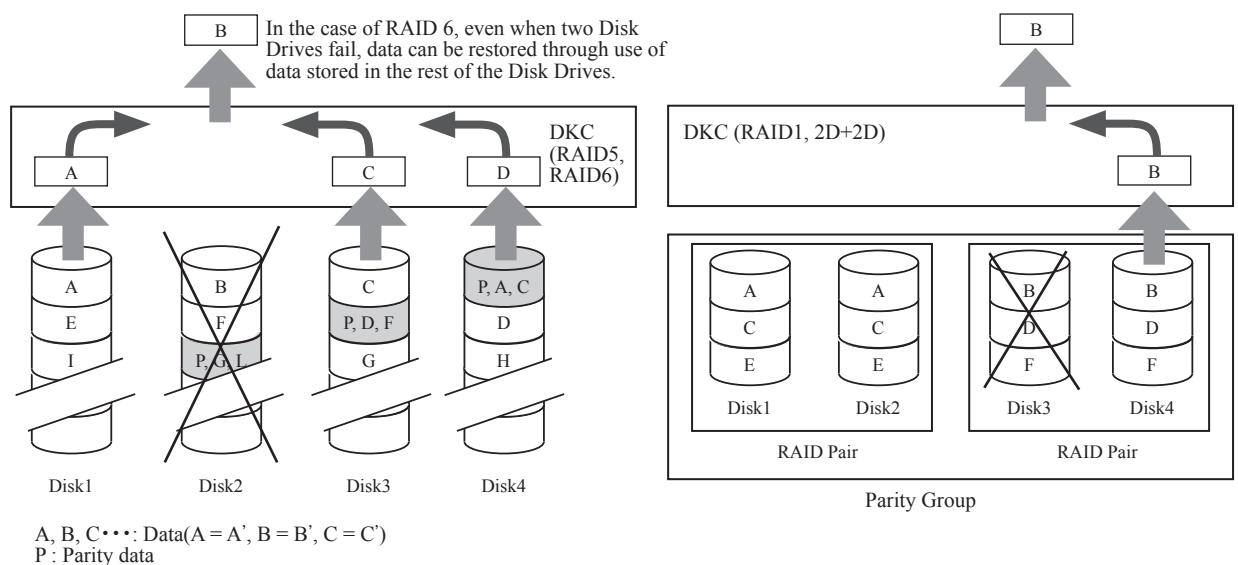 B
In the case of RAID 6, even when two Disk
Drives fail, data can be restored through use of
data stored in the rest of the Disk Drives.
DKC
(RAID5,
RAID6)
A
C
D
A
E
I
B
F
P, G, L
C
P, D, F
G
P, A, C
D
H
Disk1
Disk2
Disk3
Disk4
A, B, C･･･: Data(A = A’, B = B’, C = C’)
P : Parity data
B
DKC (RAID1, 2D+2D)
B
A
C
E
A
C
E
B
D
F
B
D
F
Disk1
Disk2
Disk3
Disk4
RAID Pair
RAID Pair
Parity Group